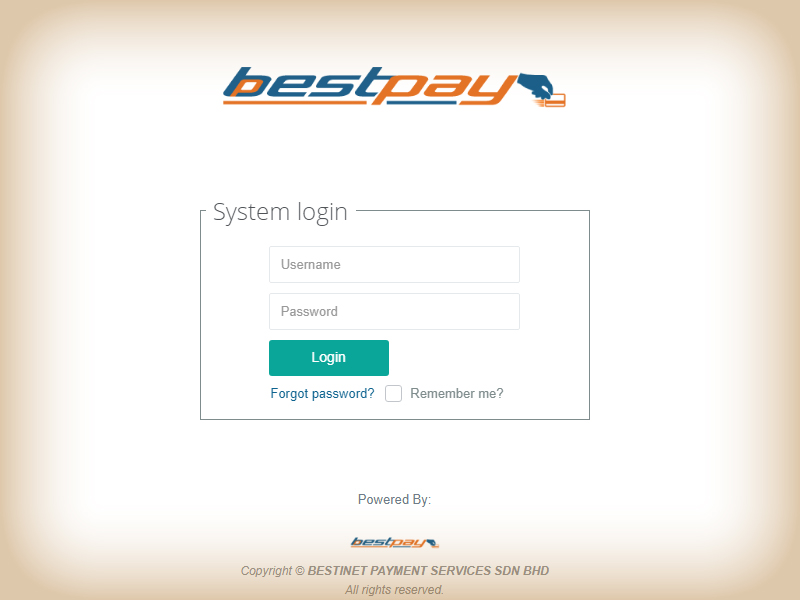 bestpay
System login
Username
Password
Login
Forgot password? Remember me?
Powered By:
bestpay
Copyright © BESTINET PAYMENT SERVICES SDN BHD
All rights reserved.